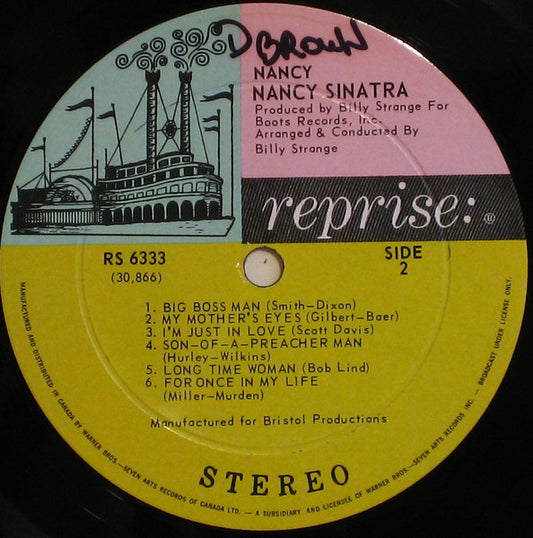 D BROWN
NANCY
NANCY SINATRA
Produced by Billy Strange For
Boots Records, Inc.
Arranged & Conducted By
Billy Strange
reprise: ®
RS 6333
(30,866)
SIDE
2
1. BIG BOSS MAN (Smith-Dixon)
2. MY MOTHER'S EYES (Gilbert-Baer)
3. I'M JUST IN LOVE (Scott Davis)
4. SON-OF-A-PREACHER MAN
(Hurley-Wilkins)
5. LONG TIME WOMAN (Bob Lind)
6. FOR ONCE IN MY LIFE
(Miller-Murden)
Manufactured for Bristol Productions
STEREO
MANUFACTURED AND DISTRIBUTED IN CANADA BY WARNER BROS.—SEVEN ARTS RECORDS OF CANADA LTD. — A SUBSIDIARY AND LICENSEE OF WARNER BROS.—SEVEN ARTS RECORDS INC. — BROADCAST UNDER LICENSE ONLY.